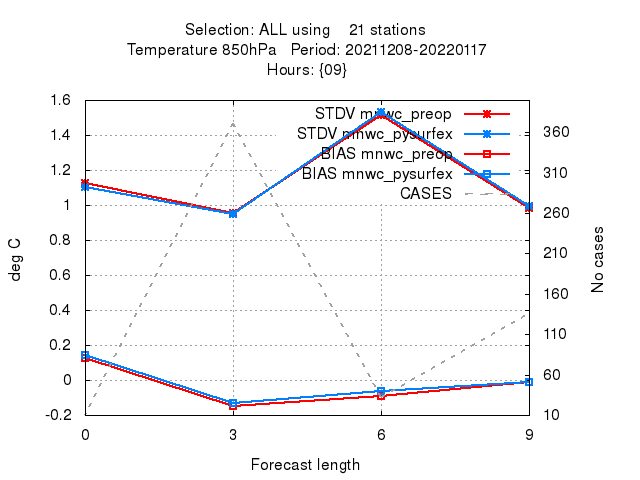 Selection: ALL using    21 stations
Temperature 850hPa   Period: 20211208-20220117
Hours: {09}
STDV mnwc_preop
STDV mnwc_pysurfex
BIAS mnwc_preop
BIAS mnwc_pysurfex
CASES
deg C
1.6
1.4
1.2
1
0.8
0.6
0.4
0.2
0
-0.2
360
310
260
210
160
110
60
10
No cases
0 3 6 9
Forecast length